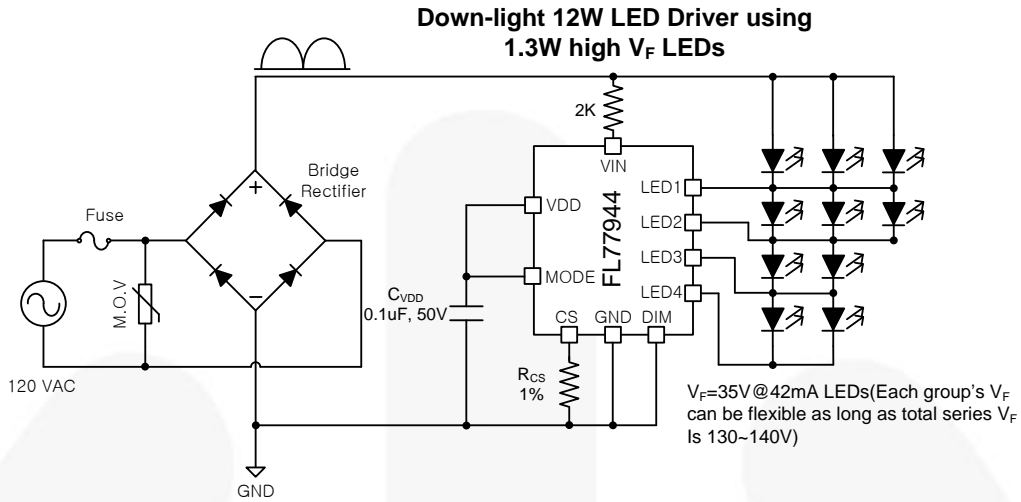 Down-light 12W LED Driver using
1.3W high VF LEDs
2K
VIN
Bridge
Rectifier
+
LED1
Fuse
VDD
LED2
FL77944
LED3
MODE
M.O.V
−
LED4
CVDD
0.1uF, 50V
CS
GND
DIM
RCS
1%
120 VAC
VF=35V@42mA LEDs(Each group's VF
can be flexible as long as total series VF
Is 130~140V)
GND